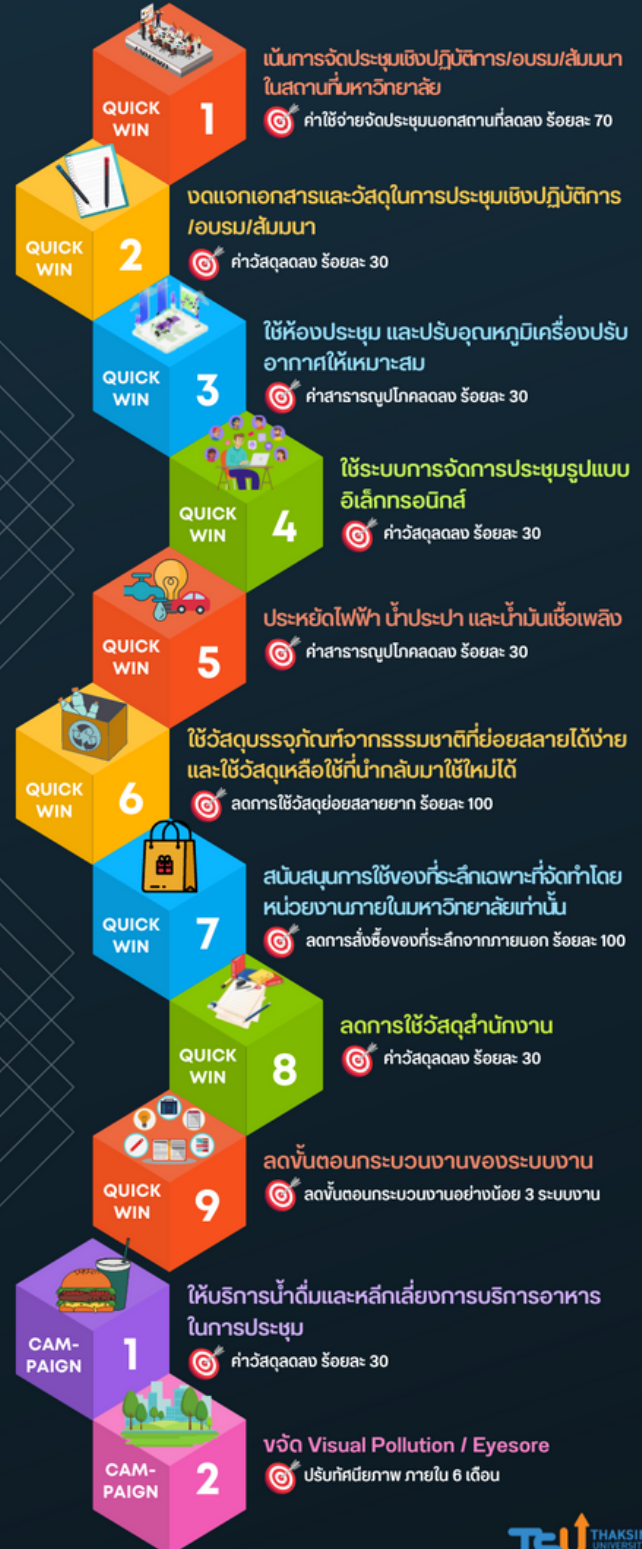 QUICK
WIN
1
เน้นการจัดประชุมเชิงปฏิบัติการ/อบรม/สัมมนา
ในสถานที่มหาวิทยาลัย
ค่าใช้จ่ายจัดประชุมนอกสถานที่ลดลง ร้อยละ 70
QUICK
WIN
2
งดแจกเอกสารและวัสดุในการประชุมเชิงปฏิบัติการ
/อบรม/สัมมนา
ค่าวัสดุลดลง ร้อยละ 30
QUICK
WIN
3
ใช้ห้องประชุม และปรับอุณหภูมิเครื่องปรับ
อากาศให้เหมาะสม
ค่าสาธารณูปโภคลดลง ร้อยละ 30
QUICK
WIN
4
ใช้ระบบการจัดการประชุมรูปแบบ
อิเล็กทรอนิกส์
ค่าวัสดุลดลง ร้อยละ 30
QUICK
WIN
5
ประหยัดไฟฟ้า น้ำประปา และน้ำมันเชื้อเพลิง
ค่าสาธารณูปโภคลดลง ร้อยละ 30
QUICK
WIN
6
ใช้วัสดุบรรจุภัณฑ์จากธรรมชาติที่ย่อยสลายได้ง่าย
และใช้วัสดุเหลือใช้ที่นำกลับมาใช้ใหม่ได้
ลดการใช้วัสดุย่อยสลายยาก ร้อยละ 100
QUICK
WIN
7
สนับสนุนการใช้ของที่ระลึกเฉพาะที่จัดทำโดย
หน่วยงานภายในมหาวิทยาลัยเท่านั้น
ลดการสั่งซื้อของที่ระลึกจากภายนอก ร้อยละ 100
QUICK
WIN
8
ลดการใช้วัสดุสำนักงาน
ค่าวัสดุลดลง ร้อยละ 30
QUICK
WIN
9
ลดขั้นตอนกระบวนงานของระบบงาน
ลดขั้นตอนกระบวนงานอย่างน้อย 3 ระบบงาน
CAM-
PAIGN
1
ให้บริการน้ำดื่มและหลีกเลี่ยงการบริการอาหาร
ในการประชุม
ค่าวัสดุลดลง ร้อยละ 30
CAM-
PAIGN
2
ขจัด Visual Pollution / Eyesore
ปรับทัศนียภาพ ภายใน 6 เดือน
TSU